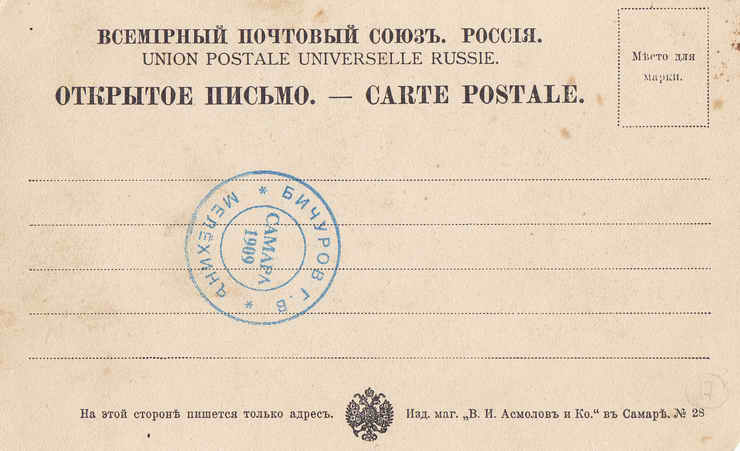 ВСЕМІРНЫЙ ПОЧТОВЫЙ СОЮЗЪ. РОССІЯ.
UNION POSTALE UNIVERSELLE RUSSIE.
ОТКРЫТОЕ ПИСЬМО. — CARTE POSTALE.
Мѣсто для
марки.
* БИЧУРОВ Г.В * МЕЛЕХИНЯ
САМАРА
1909
На этой сторонѣ пишется только адресъ.
Изд. маг. „В. И. Асмоловъ и Ко.“ въ Самарѣ. № 28